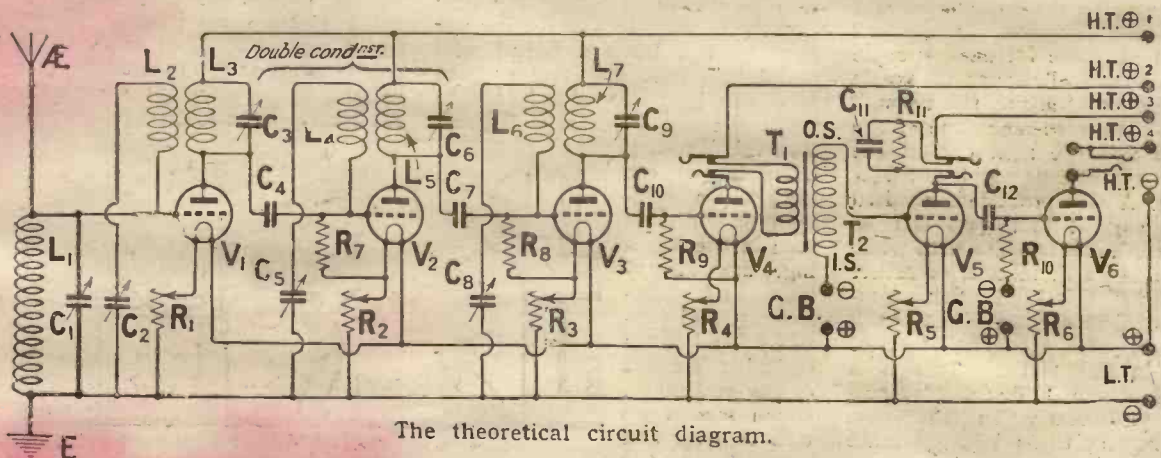 Æ
L2
L3
Double condnsr.
L7
H.T. ⊕ 1
H.T. ⊕ 2
H.T. ⊕ 3
H.T. ⊕ 4
H.T. ⊖
C3
L4
C6
L6
C9
C11
R11
O.S.
T1
C4
L5
C7
C10
C12
L1
V1
R7
V2
R8
V3
R9
V4
T2
I.S.
V5
R10
V6
C1
C2
R1
C5
R2
C8
R3
R4
G.B.
⊖
⊕
R5
G.B.
⊖
⊕
R6
⊕
L.T.
⊖
E
The theoretical circuit diagram.